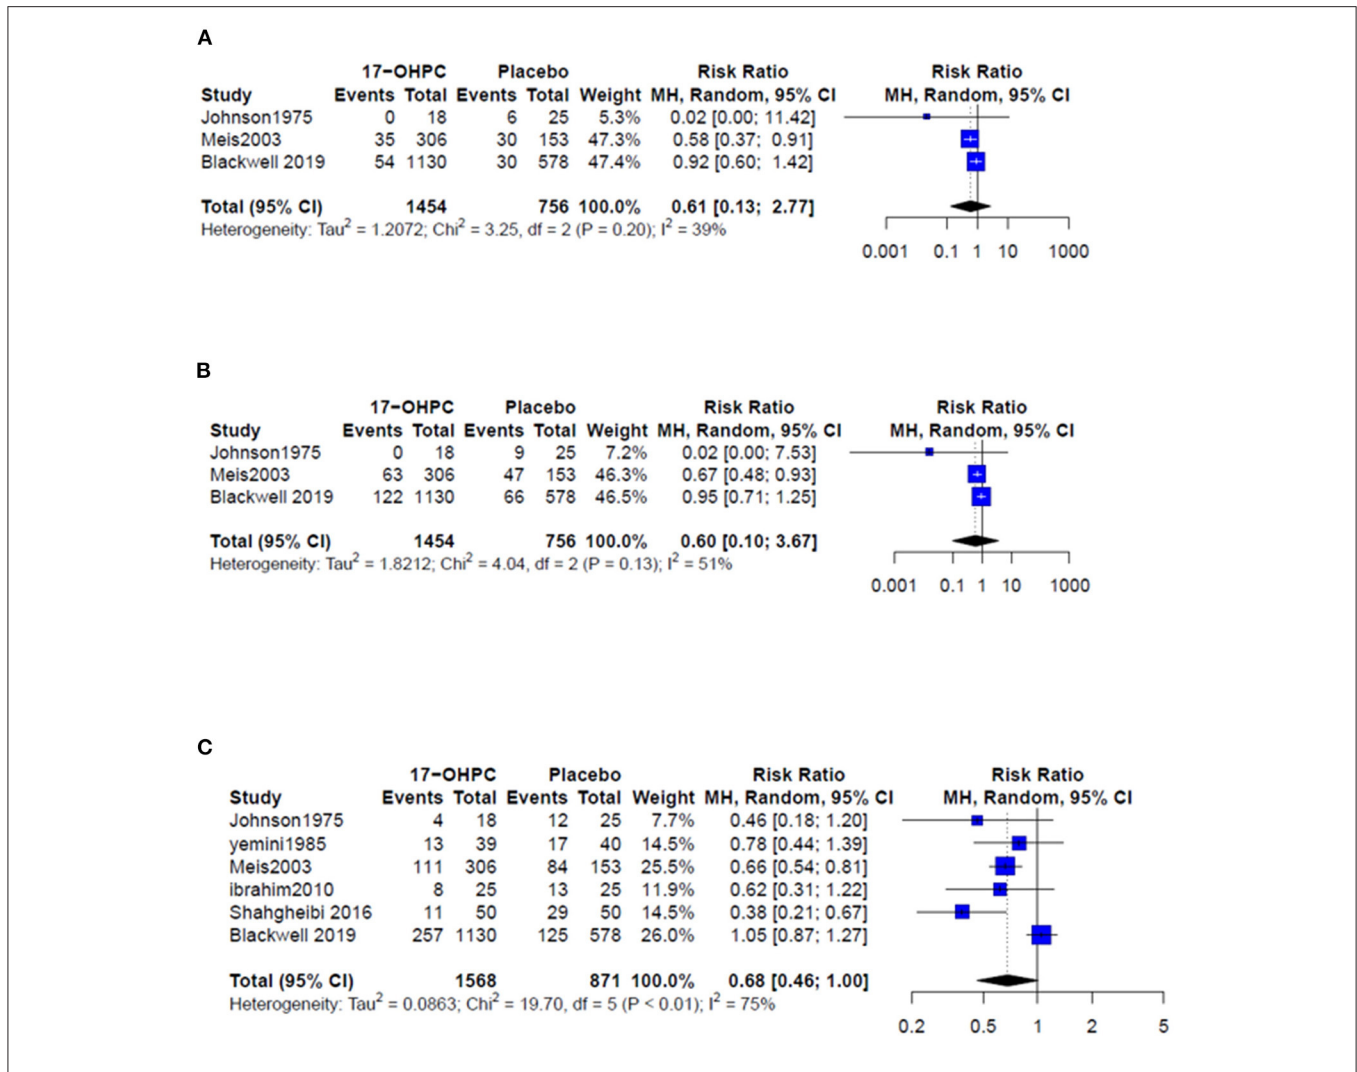 A
17−OHPC Placebo Risk Ratio Risk Ratio
Study Events Total Events Total Weight MH, Random, 95% CI MH, Random, 95% CI
Johnson1975 0 18 6 25 5.3% 0.02 [0.00; 11.42]
Meis2003 35 306 30 153 47.3% 0.58 [0.37; 0.91]
Blackwell 2019 54 1130 30 578 47.4% 0.92 [0.60; 1.42]
Total (95% CI) 1454 756 100.0% 0.61 [0.13; 2.77]
Heterogeneity: Tau² = 1.2072; Chi² = 3.25, df = 2 (P = 0.20); I² = 39%
0.001 0.1 1 10 1000
B
17−OHPC Placebo Risk Ratio Risk Ratio
Study Events Total Events Total Weight MH, Random, 95% CI MH, Random, 95% CI
Johnson1975 0 18 9 25 7.2% 0.02 [0.00; 7.53]
Meis2003 63 306 47 153 46.3% 0.67 [0.48; 0.93]
Blackwell 2019 122 1130 66 578 46.5% 0.95 [0.71; 1.25]
Total (95% CI) 1454 756 100.0% 0.60 [0.10; 3.67]
Heterogeneity: Tau² = 1.8212; Chi² = 4.04, df = 2 (P = 0.13); I² = 51%
0.001 0.1 1 10 1000
C
17−OHPC Placebo Risk Ratio Risk Ratio
Study Events Total Events Total Weight MH, Random, 95% CI MH, Random, 95% CI
Johnson1975 4 18 12 25 7.7% 0.46 [0.18; 1.20]
yemini1985 13 39 17 40 14.5% 0.78 [0.44; 1.39]
Meis2003 111 306 84 153 25.5% 0.66 [0.54; 0.81]
ibrahim2010 8 25 13 25 11.9% 0.62 [0.31; 1.22]
Shahgheibi 2016 11 50 29 50 14.5% 0.38 [0.21; 0.67]
Blackwell 2019 257 1130 125 578 26.0% 1.05 [0.87; 1.27]
Total (95% CI) 1568 871 100.0% 0.68 [0.46; 1.00]
Heterogeneity: Tau² = 0.0863; Chi² = 19.70, df = 5 (P < 0.01); I² = 75%
0.2 0.5 1 2 5